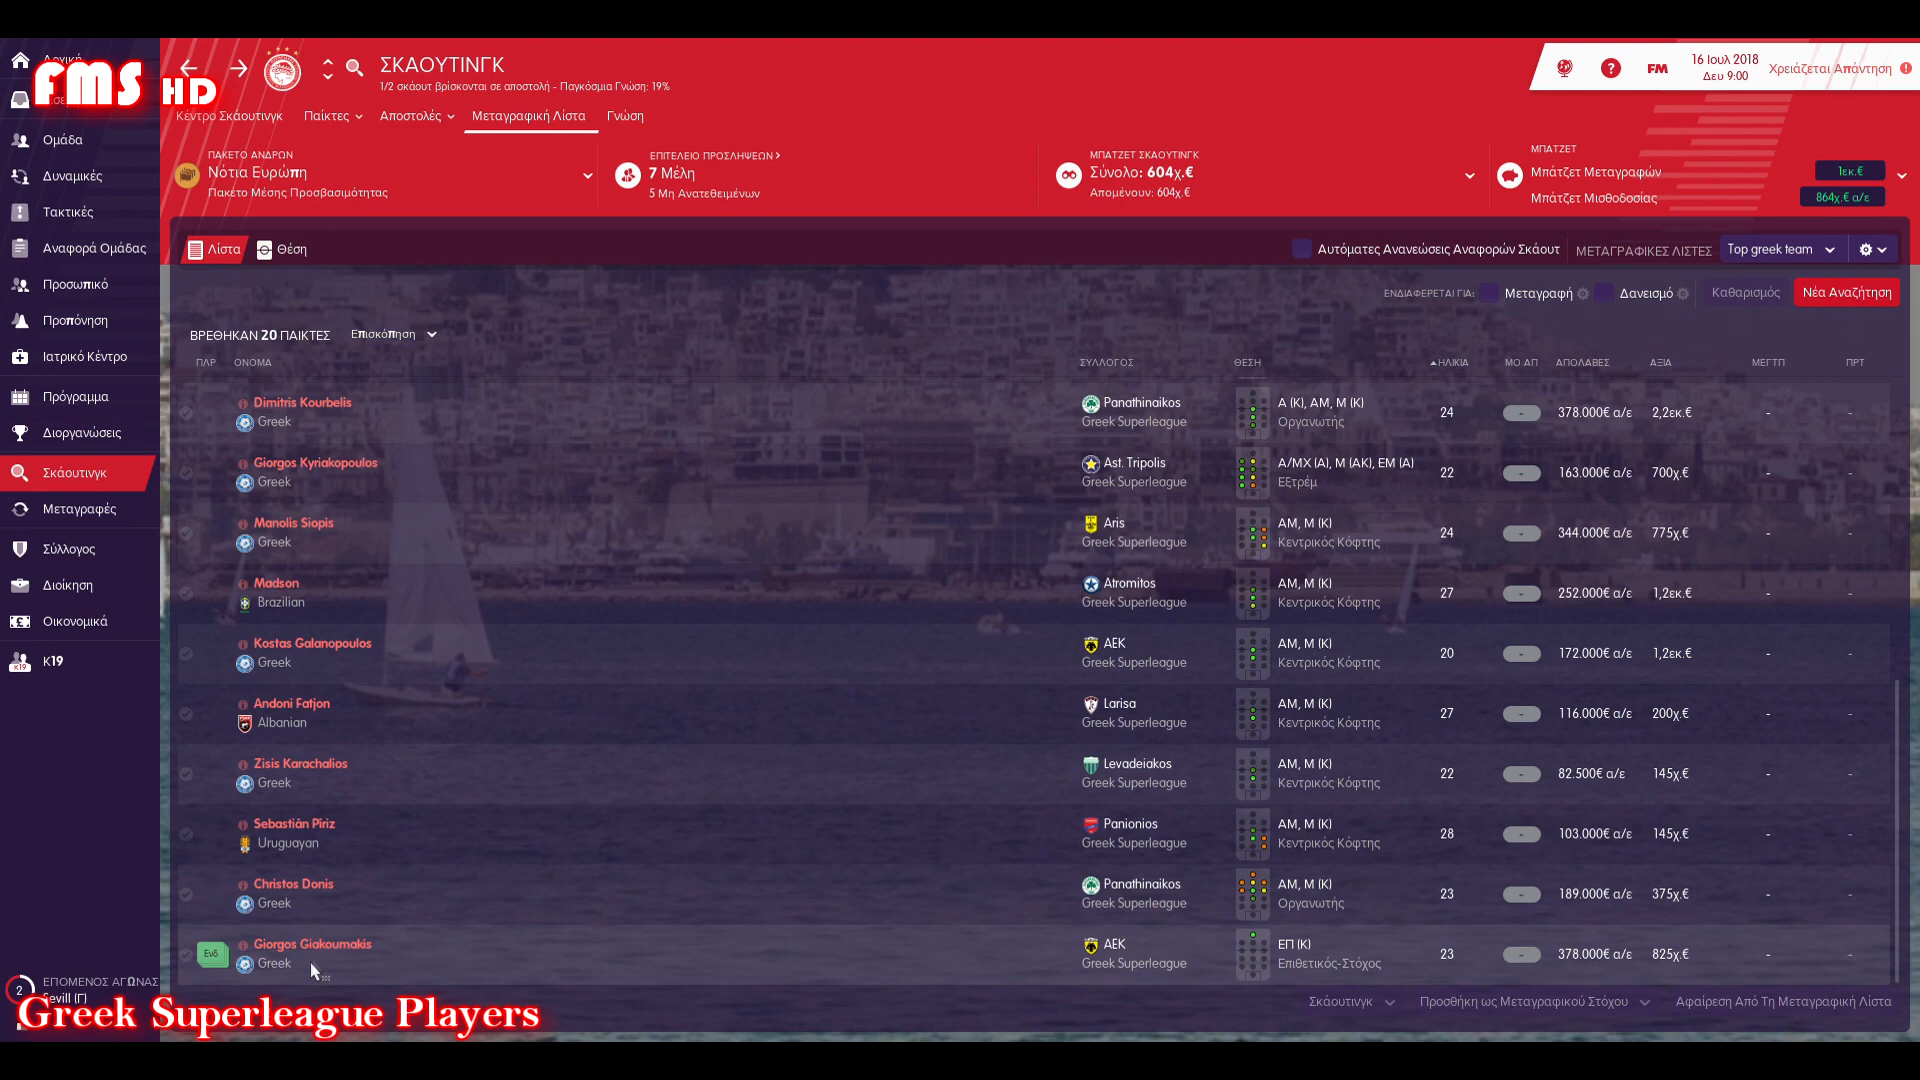 FMS HD
ΣΚΑΟΥΤΙΝΓΚ
1/2 σκάουτ βρίσκονται σε αποστολή - Παγκόσμια Γνώση: 19%
16 Ιουλ 2018
Δευ 9:00
Χρειάζεται Απάντηση
FM
Κέντρο Σκάουτινγκ Παίκτες Αποστολές Μεταγραφική Λίστα Γνώση
ΠΑΚΕΤΟ ΑΝΔΡΩΝ
Νότια Ευρώπη
Πακέτο Μέσης Προσβασιμότητας
ΕΠΙΤΕΛΕΙΟ ΠΡΟΣΛΗΨΕΩΝ
7 Μέλη
5 Μη Ανατεθειμένων
ΜΠΑΤΖΕΤ ΣΚΑΟΥΤΙΝΓΚ
Σύνολο: 604χ.€
Απομένουν: 604χ.€
ΜΠΑΤΖΕΤ
Μπάτζετ Μεταγραφών 1εκ.€
Μπάτζετ Μισθοδοσίας 864χ.€ α/ε
Ομάδα
Δυναμικές
Τακτικές
Αναφορά Ομάδας
Προσωπικό
Προπόνηση
Ιατρικό Κέντρο
Πρόγραμμα
Διοργανώσεις
Σκάουτινγκ
Μεταγραφές
Σύλλογος
Διοίκηση
Οικονομικά
Κ19
Λίστα Θέση
Αυτόματες Ανανεώσεις Αναφορών Σκάουτ ΜΕΤΑΓΡΑΦΙΚΕΣ ΛΙΣΤΕΣ Top greek team
ΕΝΔΙΑΦΕΡΕΤΑΙ ΓΙΑ: Μεταγραφή Δανεισμό Καθαρισμός Νέα Αναζήτηση
ΒΡΕΘΗΚΑΝ 20 ΠΑΙΚΤΕΣ Επισκόπηση
ΠΛΡ ΟΝΟΜΑ ΣΥΛΛΟΓΟΣ ΘΕΣΗ ΗΛΙΚΙΑ ΜΟ ΑΠ ΑΠΟΛΑΒΕΣ ΑΞΙΑ ΜΕΓΤΠ ΠΡΤ
Dimitris Kourbelis Panathinaikos Α (Κ), ΑΜ, Μ (Κ) 24 - 378.000€ α/ε 2,2εκ.€ - -
Greek Greek Superleague Οργανωτής
Giorgos Kyriakopoulos Ast. Tripolis Α/ΜΧ (Α), Μ (ΑΚ), ΕΜ (Α) 22 - 163.000€ α/ε 700χ.€ - -
Greek Greek Superleague Εξτρέμ
Manolis Siopis Aris ΑΜ, Μ (Κ) 24 - 344.000€ α/ε 775χ.€ - -
Greek Greek Superleague Κεντρικός Κόφτης
Madson Atromitos ΑΜ, Μ (Κ) 27 - 252.000€ α/ε 1,2εκ.€ - -
Brazilian Greek Superleague Κεντρικός Κόφτης
Kostas Galanopoulos AEK ΑΜ, Μ (Κ) 20 - 172.000€ α/ε 1,2εκ.€ - -
Greek Greek Superleague Κεντρικός Κόφτης
Andoni Fatjon Larisa ΑΜ, Μ (Κ) 27 - 116.000€ α/ε 200χ.€ - -
Albanian Greek Superleague Κεντρικός Κόφτης
Zisis Karachalios Levadeiakos ΑΜ, Μ (Κ) 22 - 82.500€ α/ε 145χ.€ - -
Greek Greek Superleague Κεντρικός Κόφτης
Sebastián Píriz Panionios ΑΜ, Μ (Κ) 28 - 103.000€ α/ε 145χ.€ - -
Uruguayan Greek Superleague Κεντρικός Κόφτης
Christos Donis Panathinaikos ΑΜ, Μ (Κ) 23 - 189.000€ α/ε 375χ.€ - -
Greek Greek Superleague Οργανωτής
Ενδ Giorgos Giakoumakis AEK ΕΠ (Κ) 23 - 378.000€ α/ε 825χ.€ - -
Greek Greek Superleague Επιθετικός-Στόχος
Σκάουτινγκ Προσθήκη ως Μεταγραφικού Στόχου Αφαίρεση Από Τη Μεταγραφική Λίστα
2 ΕΠΟΜΕΝΟΣ ΑΓΩΝΑΣ
Sevill (Γ)
Greek Superleague Players